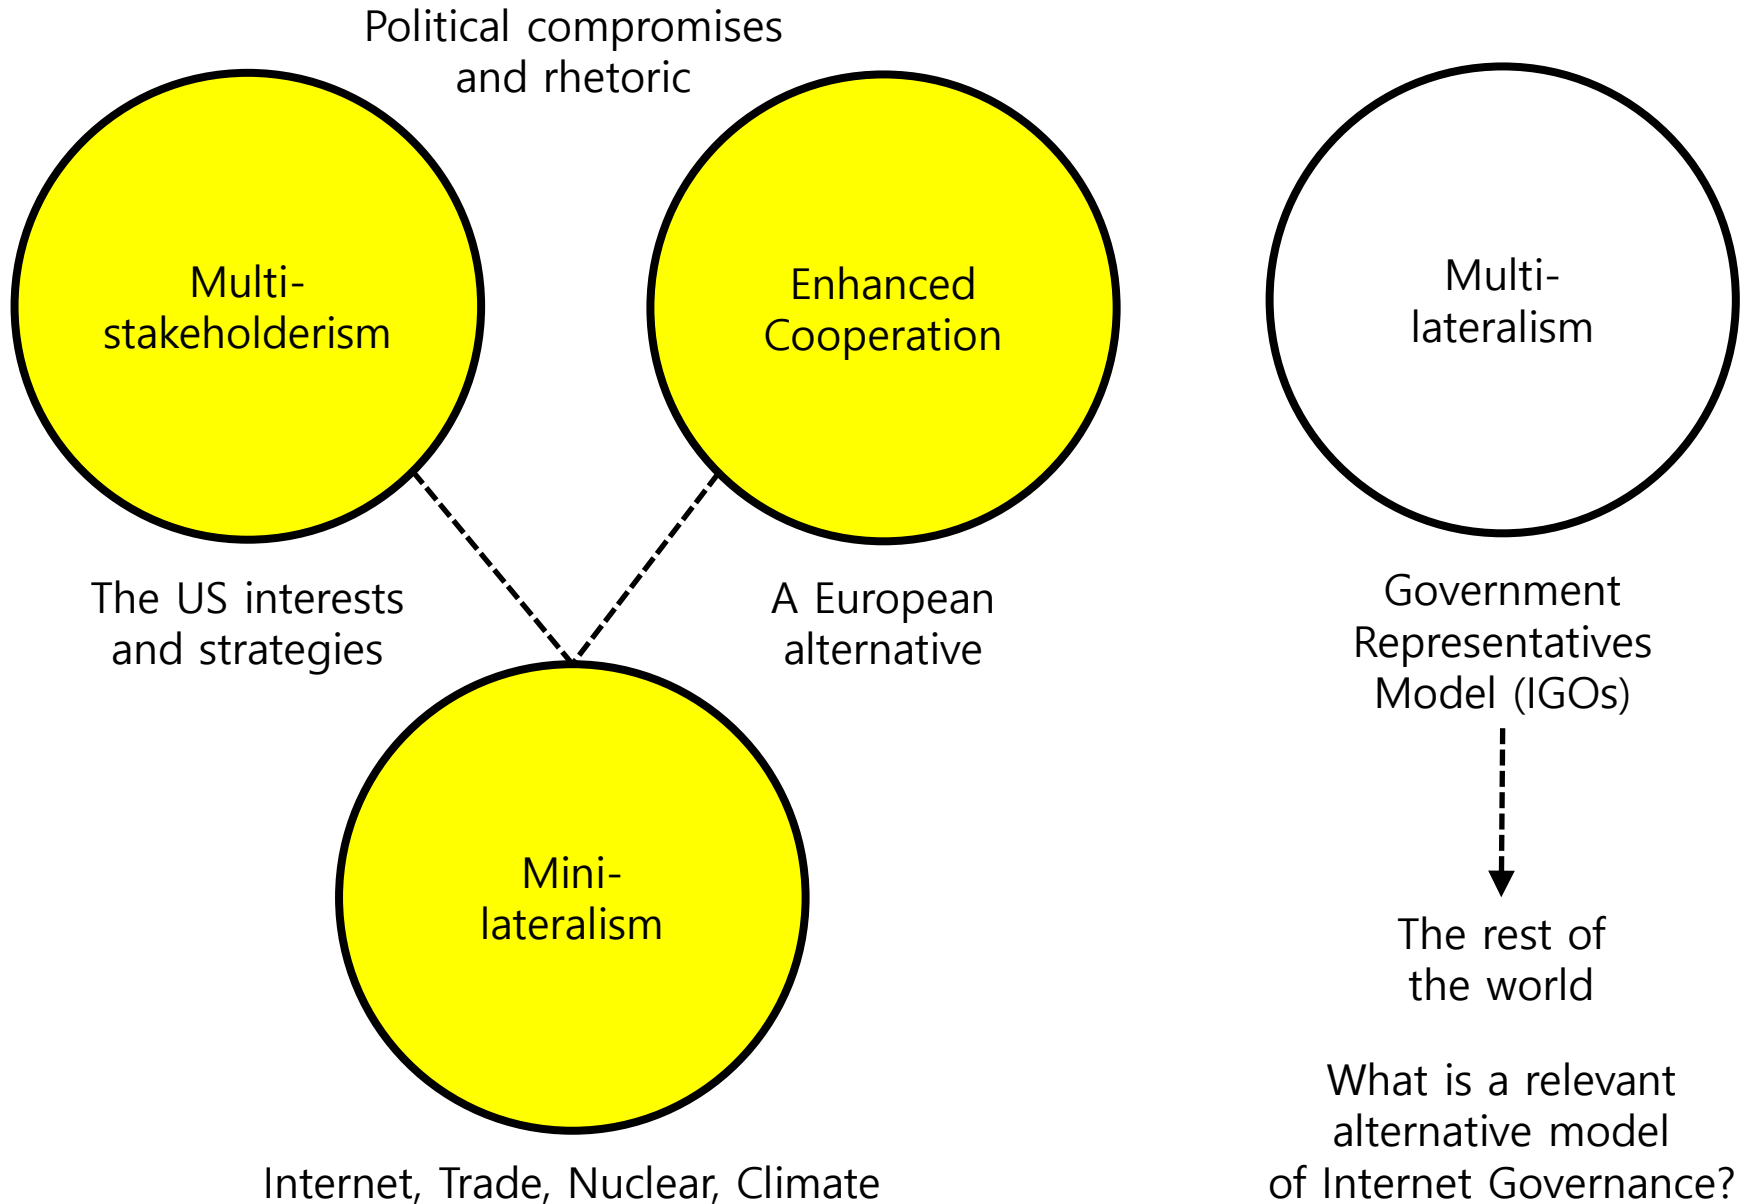 Political compromises
and rhetoric
Multi-
stakeholderism
Enhanced
Cooperation
Multi-
lateralism
The US interests
and strategies
A European
alternative
Government
Representatives
Model (IGOs)
Mini-
lateralism
The rest of
the world
What is a relevant
alternative model
of Internet Governance?
Internet, Trade, Nuclear, Climate